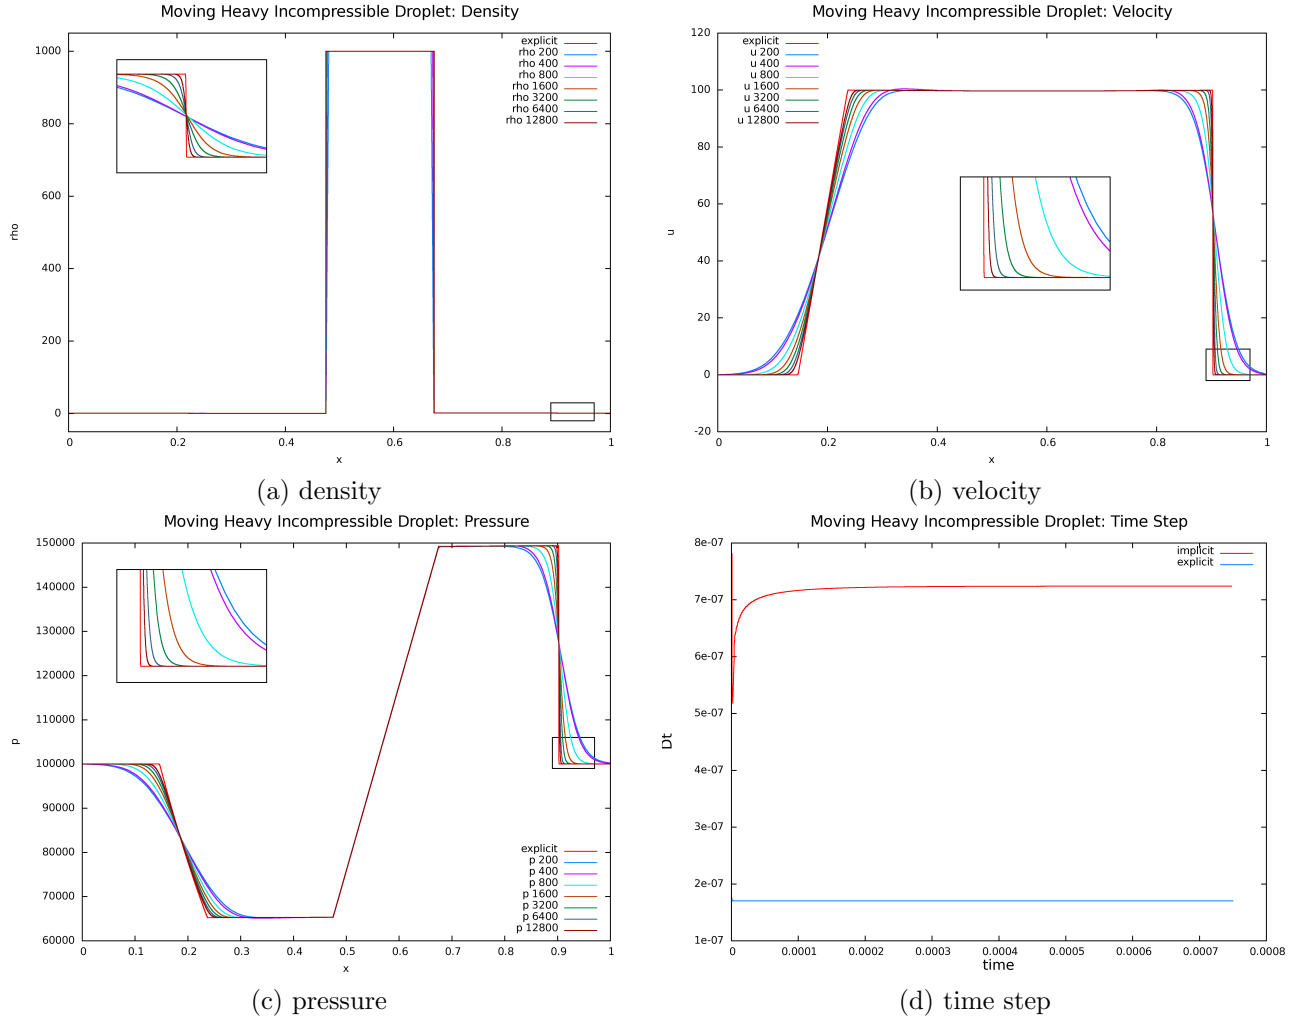 Moving Heavy Incompressible Droplet: Density
rho
1000
800
600
400
200
0
0 0.2 0.4 0.6 0.8 1
x
explicit
rho 200
rho 400
rho 800
rho 1600
rho 3200
rho 6400
rho 12800
(a) density
Moving Heavy Incompressible Droplet: Velocity
u
120
100
80
60
40
20
0
-20
0 0.2 0.4 0.6 0.8 1
x
explicit
u 200
u 400
u 800
u 1600
u 3200
u 6400
u 12800
(b) velocity
Moving Heavy Incompressible Droplet: Pressure
p
150000
140000
130000
120000
110000
100000
90000
80000
70000
60000
0 0.1 0.2 0.3 0.4 0.5 0.6 0.7 0.8 0.9 1
x
explicit
p 200
p 400
p 800
p 1600
p 3200
p 6400
p 12800
(c) pressure
Moving Heavy Incompressible Droplet: Time Step
Dt
8e-07
7e-07
6e-07
5e-07
4e-07
3e-07
2e-07
1e-07
0 0.0001 0.0002 0.0003 0.0004 0.0005 0.0006 0.0007 0.0008
time
implicit
explicit
(d) time step